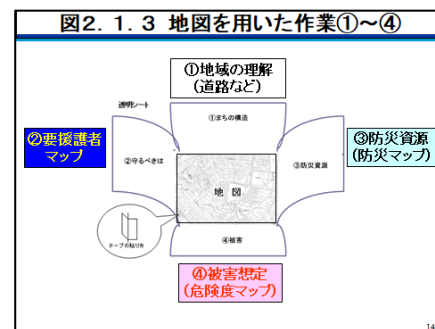 図2.1.3 地図を用いた作業①～④
①地域の理解
(道路など)
透明シート
①まちの構造
②要援護者
マップ
②守るべきは
地 図
③防災資源
③防災資源
(防災マップ)
テープの貼り方
④被害
④被害想定
(危険度マップ)
14